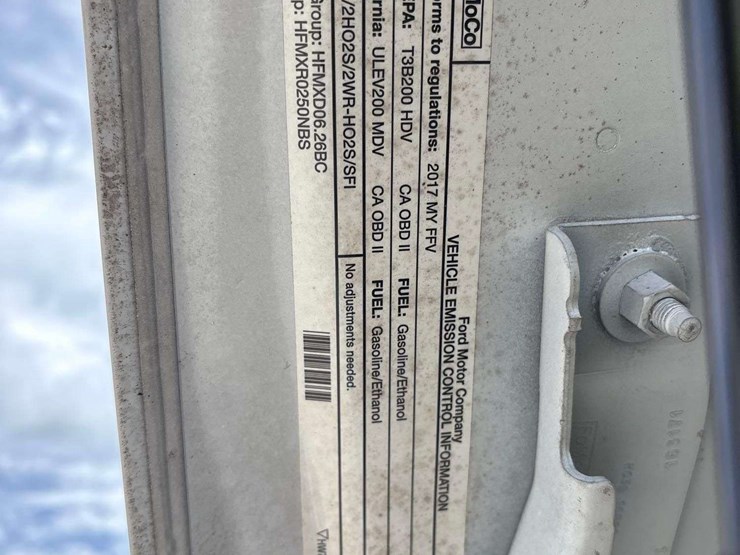 loCo
Ford Motor Company
VEHICLE EMISSION CONTROL INFORMATION
rms to regulations: 2017 MY FFV
PA: T3B200 HDV CA OBD II FUEL: Gasoline/Ethanol
rnia: ULEV200 MDV CA OBD II FUEL: Gasoline/Ethanol
/2HO2S/2WR-HO2S/SFI No adjustments needed.
Group: HFMXD06.26BC
p: HFMXR0250NBS